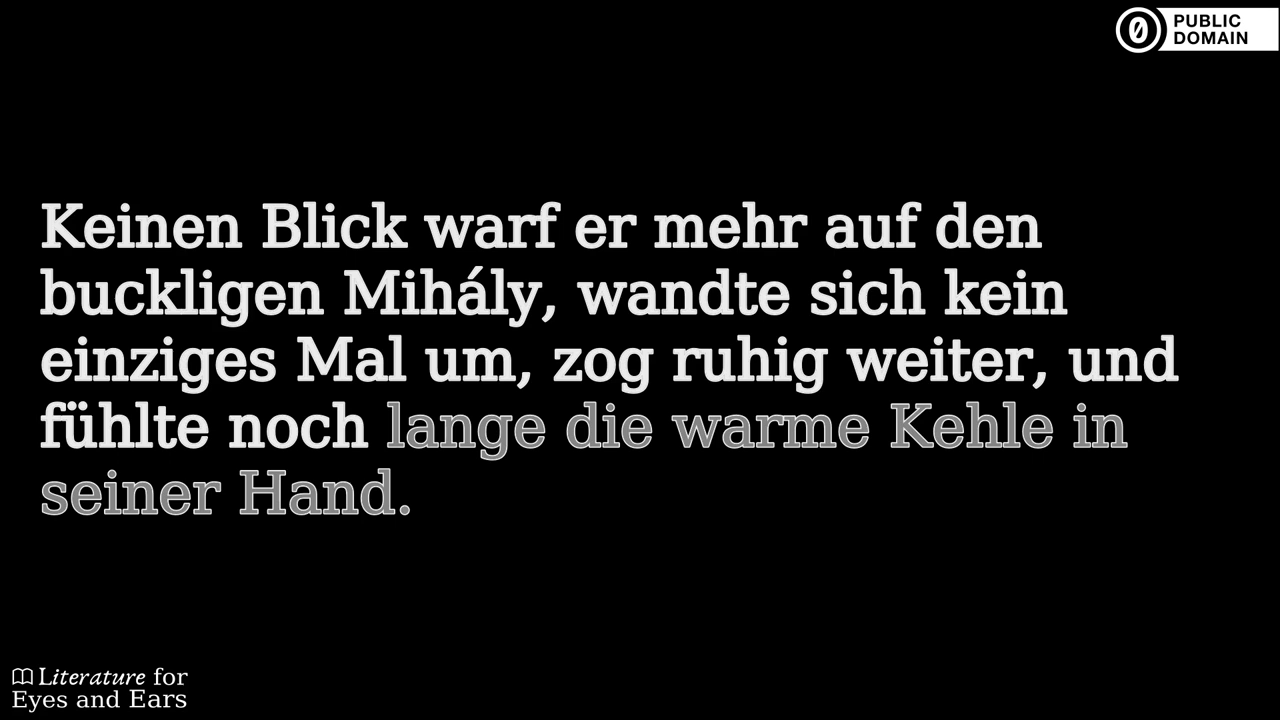 PUBLIC
DOMAIN
Keinen Blick warf er mehr auf den
buckligen Mihály, wandte sich kein
einziges Mal um, zog ruhig weiter, und
fühlte noch lange die warme Kehle in
seiner Hand.
Literature for
Eyes and Ears